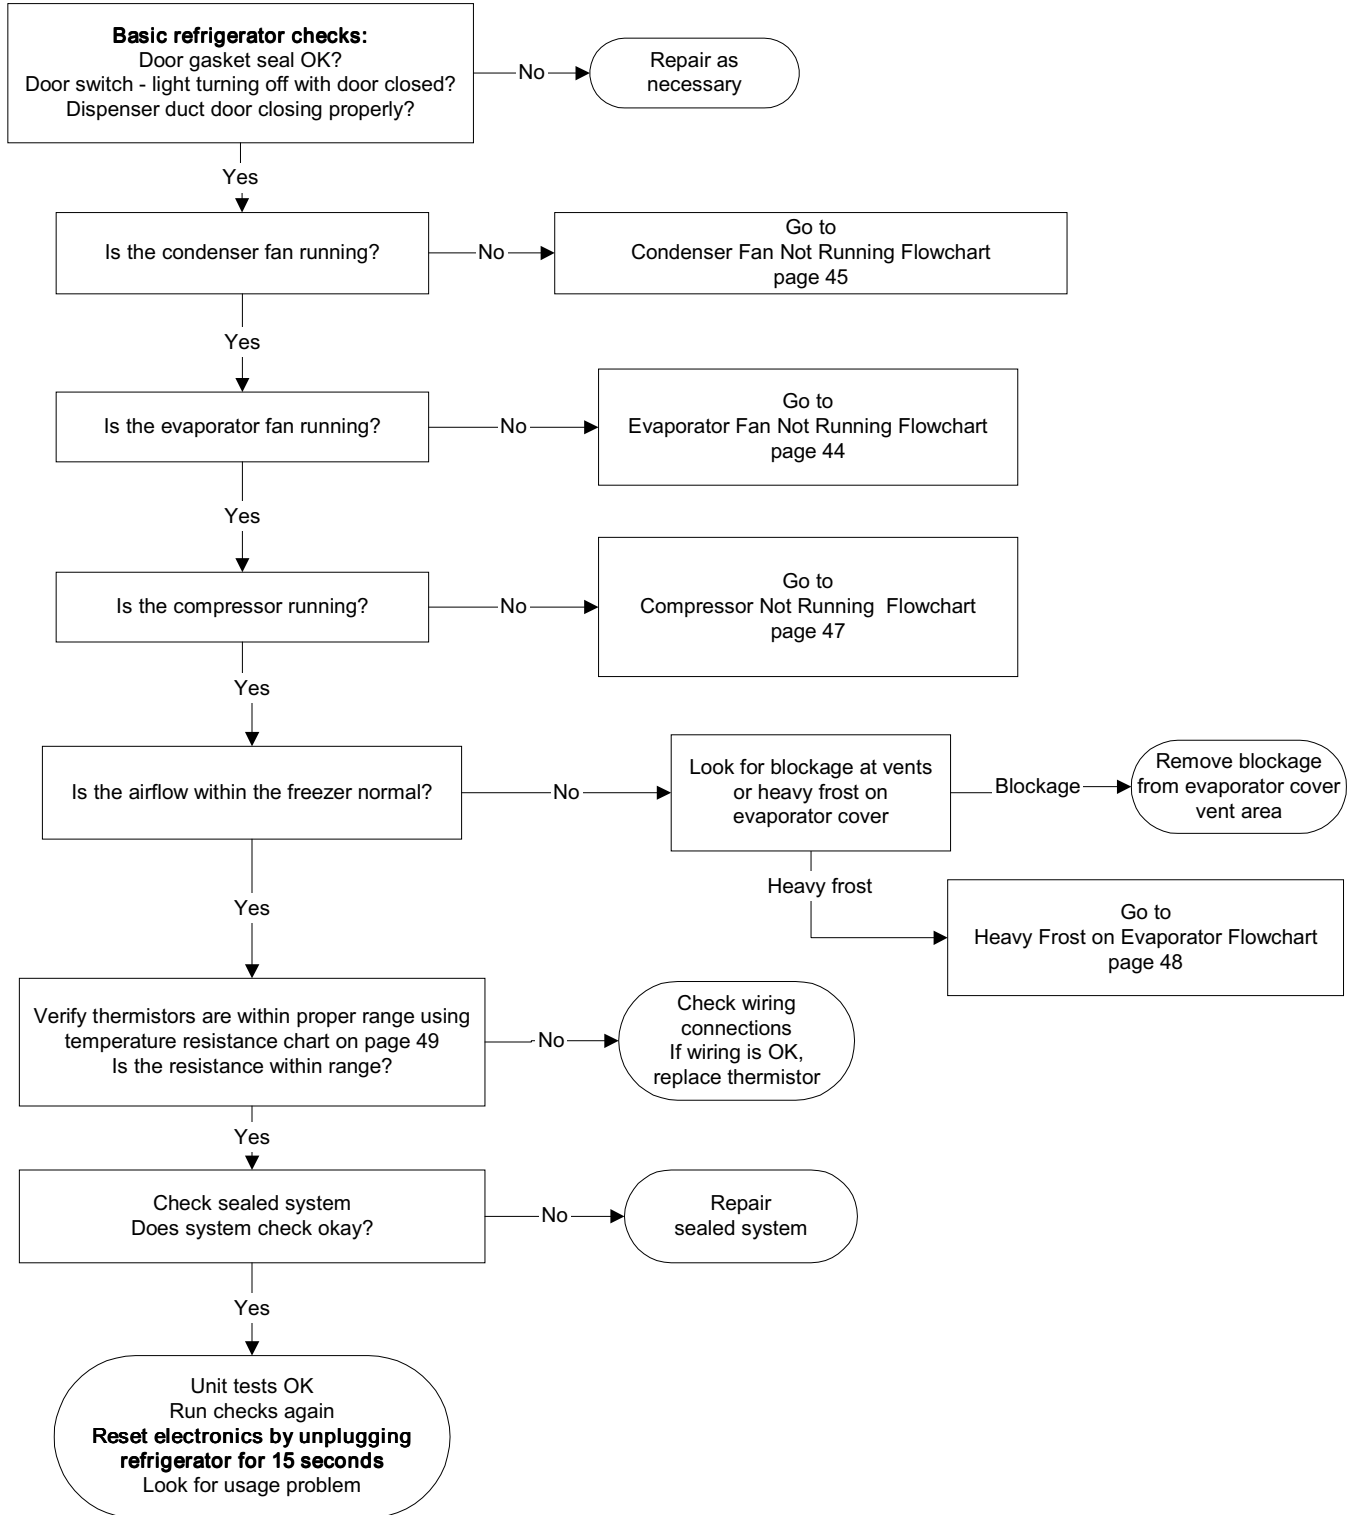 Basic refrigerator checks:
Door gasket seal OK?
Door switch - light turning off with door closed?
Dispenser duct door closing properly?
No
Repair as
necessary
Yes
Is the condenser fan running?
No
Go to
Condenser Fan Not Running Flowchart
page 45
Yes
Is the evaporator fan running?
No
Go to
Evaporator Fan Not Running Flowchart
page 44
Yes
Is the compressor running?
No
Go to
Compressor Not Running Flowchart
page 47
Yes
Is the airflow within the freezer normal?
No
Look for blockage at vents
or heavy frost on
evaporator cover
Blockage
Remove blockage
from evaporator cover
vent area
Heavy frost
Go to
Heavy Frost on Evaporator Flowchart
page 48
Yes
Verify thermistors are within proper range using
temperature resistance chart on page 49
Is the resistance within range?
No
Check wiring
connections
If wiring is OK,
replace thermistor
Yes
Check sealed system
Does system check okay?
No
Repair
sealed system
Yes
Unit tests OK
Run checks again
Reset electronics by unplugging
refrigerator for 15 seconds
Look for usage problem